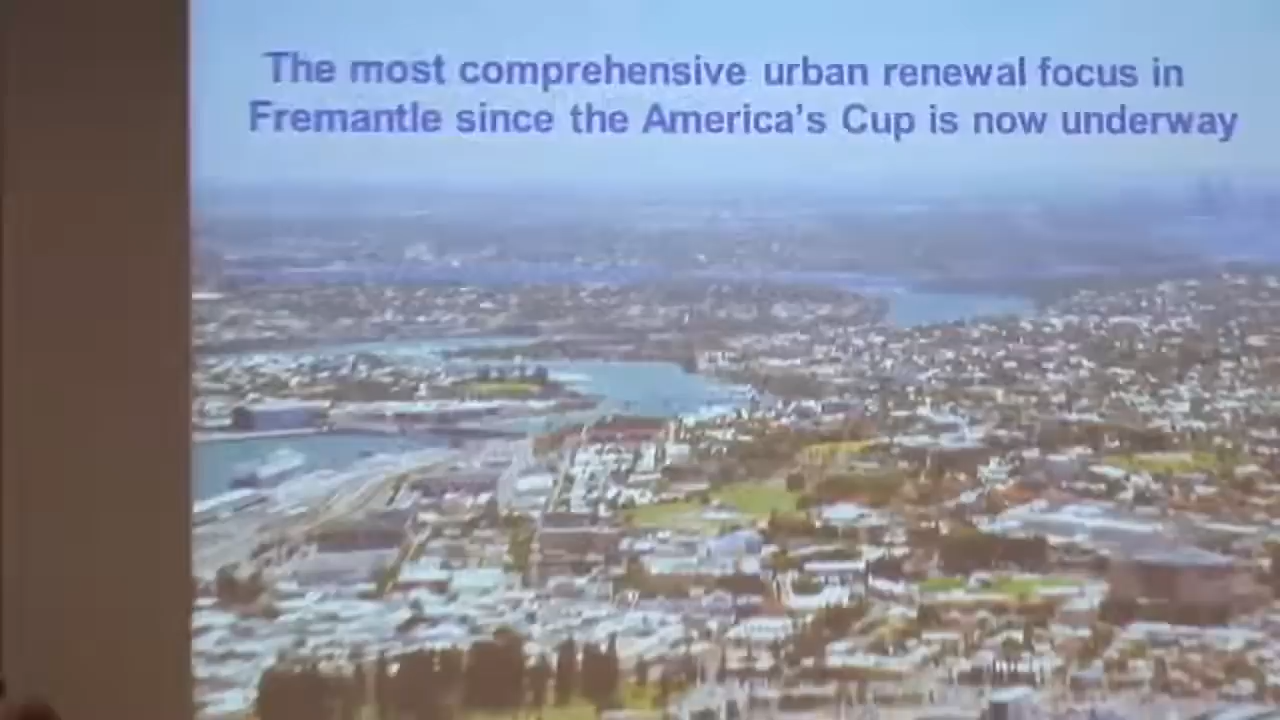 The most comprehensive urban renewal focus in
Fremantle since the America's Cup is now underway